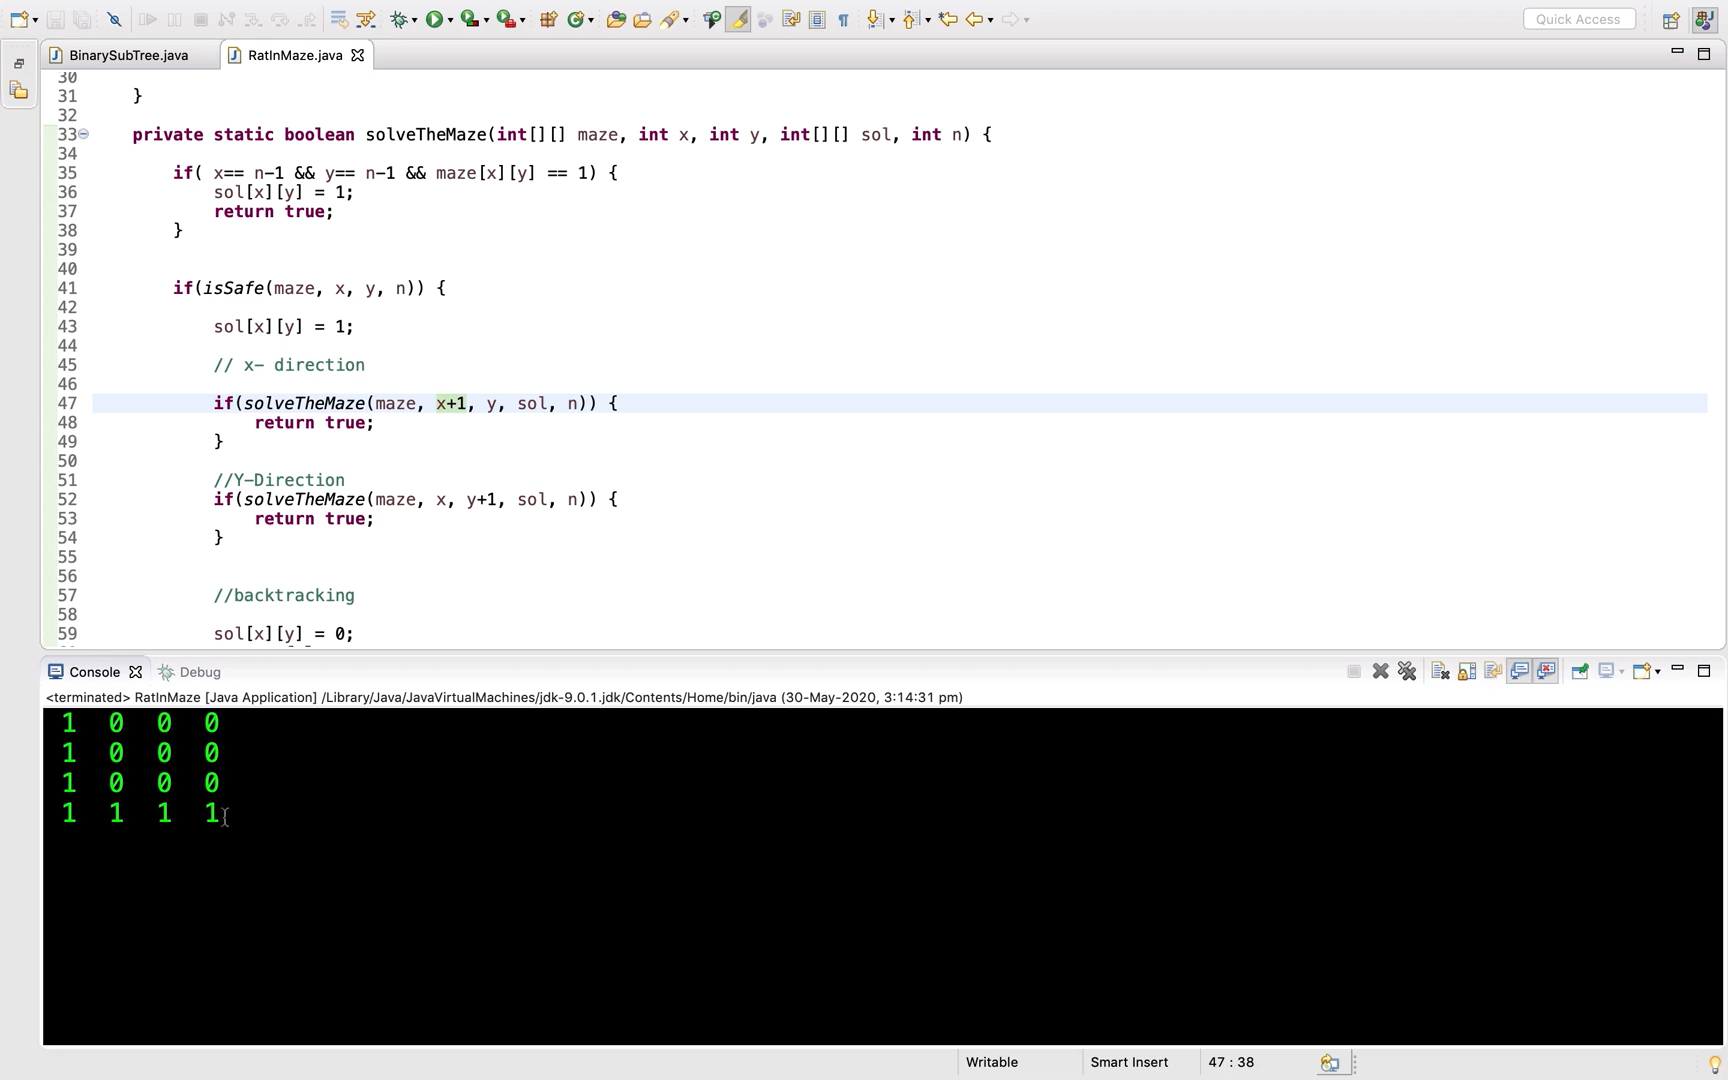 Quick Access
BinarySubTree.java
RatInMaze.java
30
31 }
32
33 private static boolean solveTheMaze(int[][] maze, int x, int y, int[][] sol, int n) {
34
35 if( x== n-1 && y== n-1 && maze[x][y] == 1) {
36 sol[x][y] = 1;
37 return true;
38 }
39
40
41 if(isSafe(maze, x, y, n)) {
42
43 sol[x][y] = 1;
44
45 // x- direction
46
47 if(solveTheMaze(maze, x+1, y, sol, n)) {
48 return true;
49 }
50
51 //Y-Direction
52 if(solveTheMaze(maze, x, y+1, sol, n)) {
53 return true;
54 }
55
56
57 //backtracking
58
59 sol[x][y] = 0;
Console
Debug
<terminated> RatInMaze [Java Application] /Library/Java/JavaVirtualMachines/jdk-9.0.1.jdk/Contents/Home/bin/java (30-May-2020, 3:14:31 pm)
1 0 0 0
1 0 0 0
1 0 0 0
1 1 1 1
Writable
Smart Insert
47 : 38